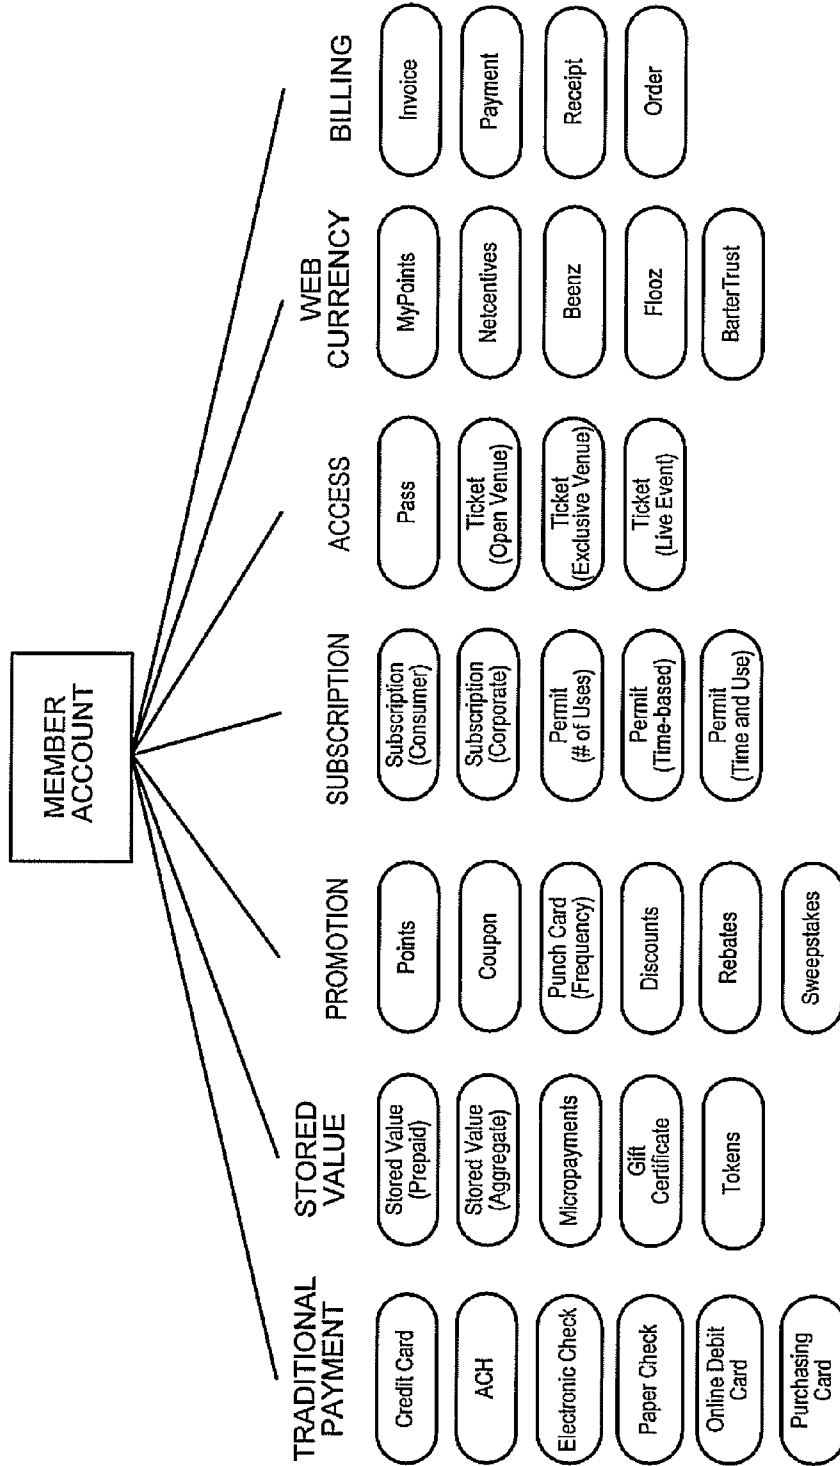 MEMBER
ACCOUNT
TRADITIONAL
PAYMENT
Credit Card
ACH
Electronic Check
Paper Check
Online Debit
Card
Purchasing
Card
STORED
VALUE
Stored Value
(Prepaid)
Stored Value
(Aggregate)
Micropayments
Gift
Certificate
Tokens
PROMOTION
Points
Coupon
Punch Card
(Frequency)
Discounts
Rebates
Sweepstakes
SUBSCRIPTION
Subscription
(Consumer)
Subscription
(Corporate)
Permit
(# of Uses)
Permit
(Time-based)
Permit
(Time and Use)
ACCESS
Pass
Ticket
(Open Venue)
Ticket
(Exclusive Venue)
Ticket
(Live Event)
WEB
CURRENCY
MyPoints
Netcentives
Beenz
Flooz
BarterTrust
BILLING
Invoice
Payment
Receipt
Order